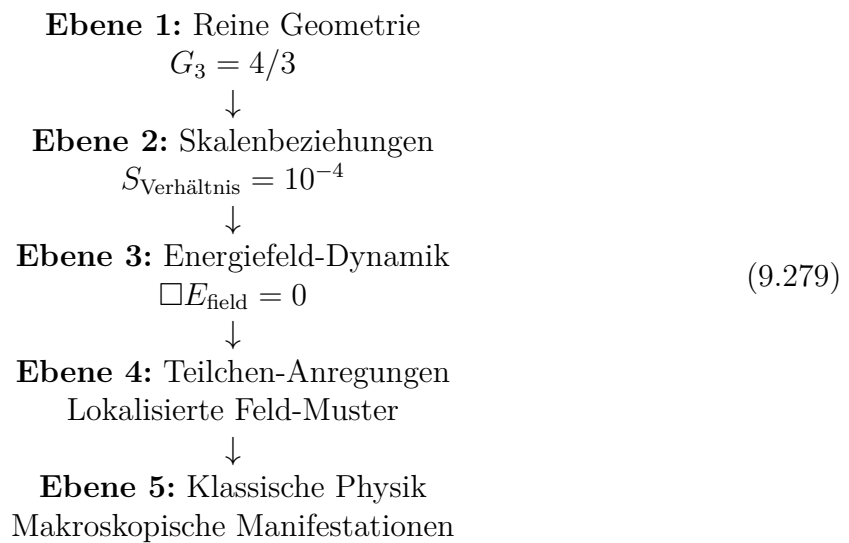 Ebene 1: Reine Geometrie
G₃ = 4/3
↓
Ebene 2: Skalenbeziehungen
S_Verhältnis = 10⁻⁴
↓
Ebene 3: Energiefeld-Dynamik
□E_field = 0
↓
Ebene 4: Teilchen-Anregungen
Lokalisierte Feld-Muster
↓
Ebene 5: Klassische Physik
Makroskopische Manifestationen
(9.279)